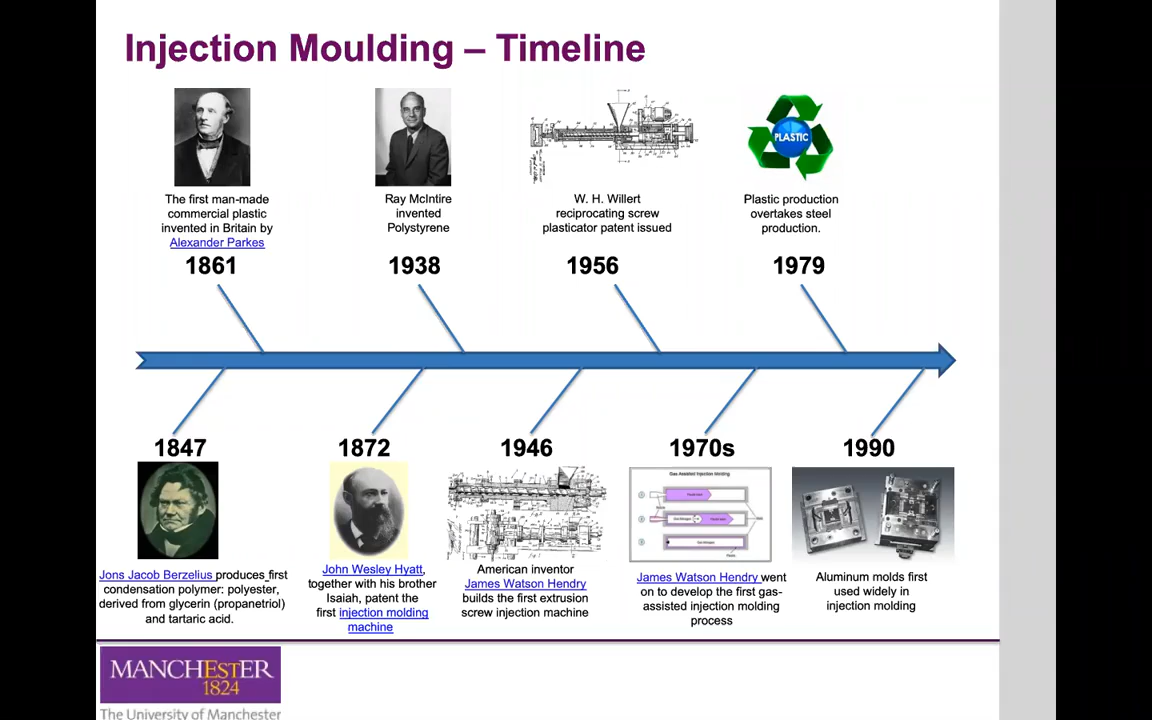 Injection Moulding – Timeline
PLASTIC
The first man-made
commercial plastic
invented in Britain by
Alexander Parkes
1861
Ray McIntire
invented
Polystyrene
1938
W. H. Willert
reciprocating screw
plasticator patent issued
1956
Plastic production
overtakes steel
production.
1979
1847
Jons Jacob Berzelius produces first
condensation polymer: polyester,
derived from glycerin (propanetriol)
and tartaric acid.
1872
John Wesley Hyatt,
together with his brother
Isaiah, patent the
first injection molding
machine
1946
American inventor
James Watson Hendry
builds the first extrusion
screw injection machine
1970s
Gas Assisted Injection Molding
James Watson Hendry went
on to develop the first gas-
assisted injection molding
process
1990
Aluminum molds first
used widely in
injection molding
MANCHESTER
1824
The University of Manchester